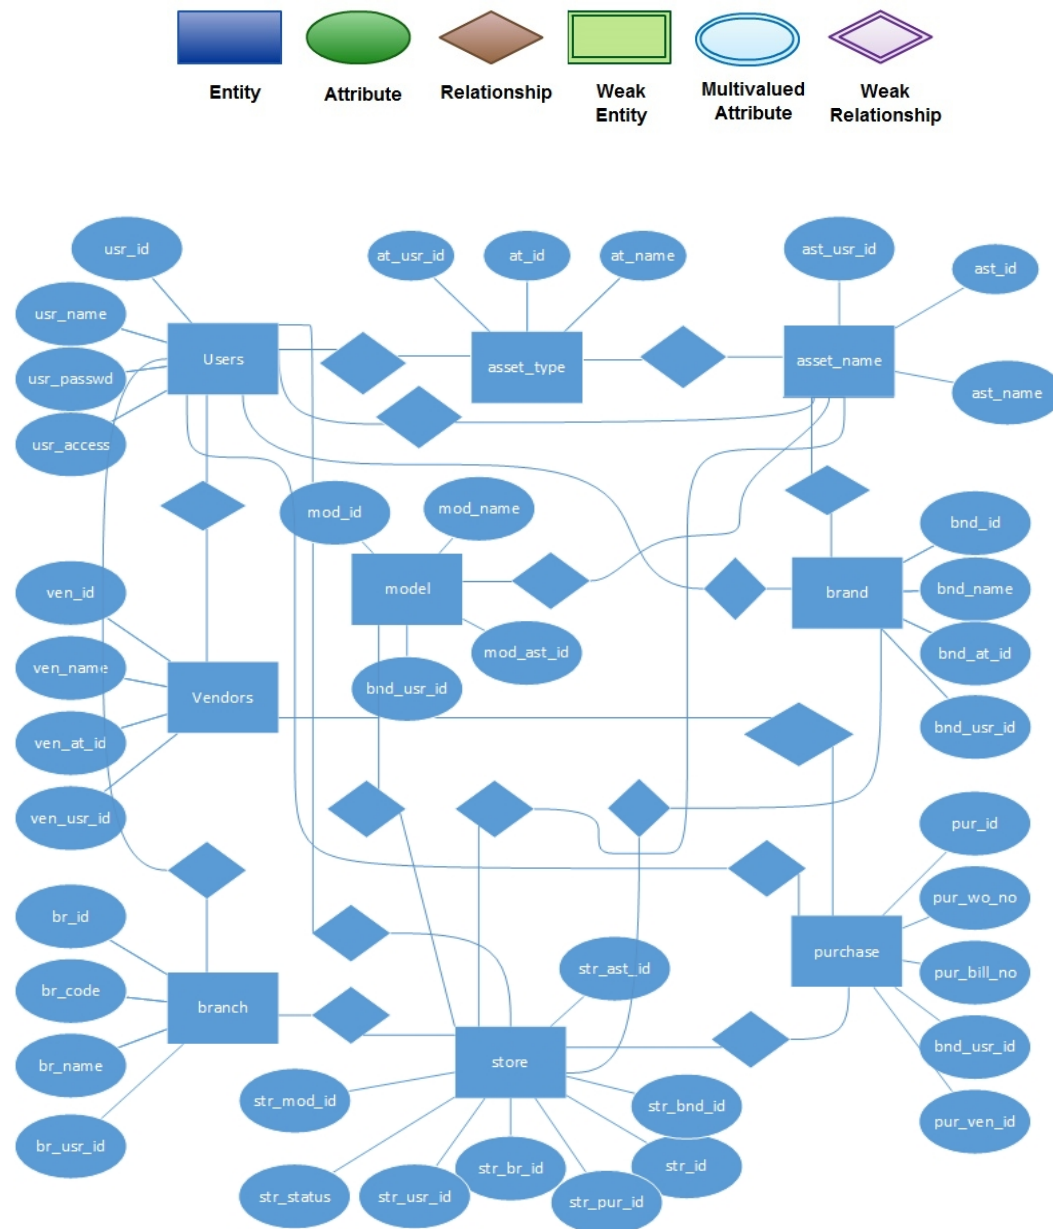 Entity
Attribute
Relationship
Weak
Entity
Multivalued
Attribute
Weak
Relationship
usr_id
at_usr_id
at_id
at_name
ast_usr_id
ast_id
usr_name
Users
asset_type
asset_name
usr_passwd
ast_name
usr_access
mod_id
mod_name
bnd_id
ven_id
model
brand
bnd_name
ven_name
mod_ast_id
bnd_at_id
Vendors
bnd_usr_id
bnd_usr_id
ven_at_id
ven_usr_id
pur_id
br_id
pur_wo_no
purchase
str_ast_id
pur_bill_no
br_code
branch
bnd_usr_id
br_name
store
str_mod_id
str_bnd_id
pur_ven_id
br_usr_id
str_br_id
str_id
str_status
str_usr_id
str_pur_id